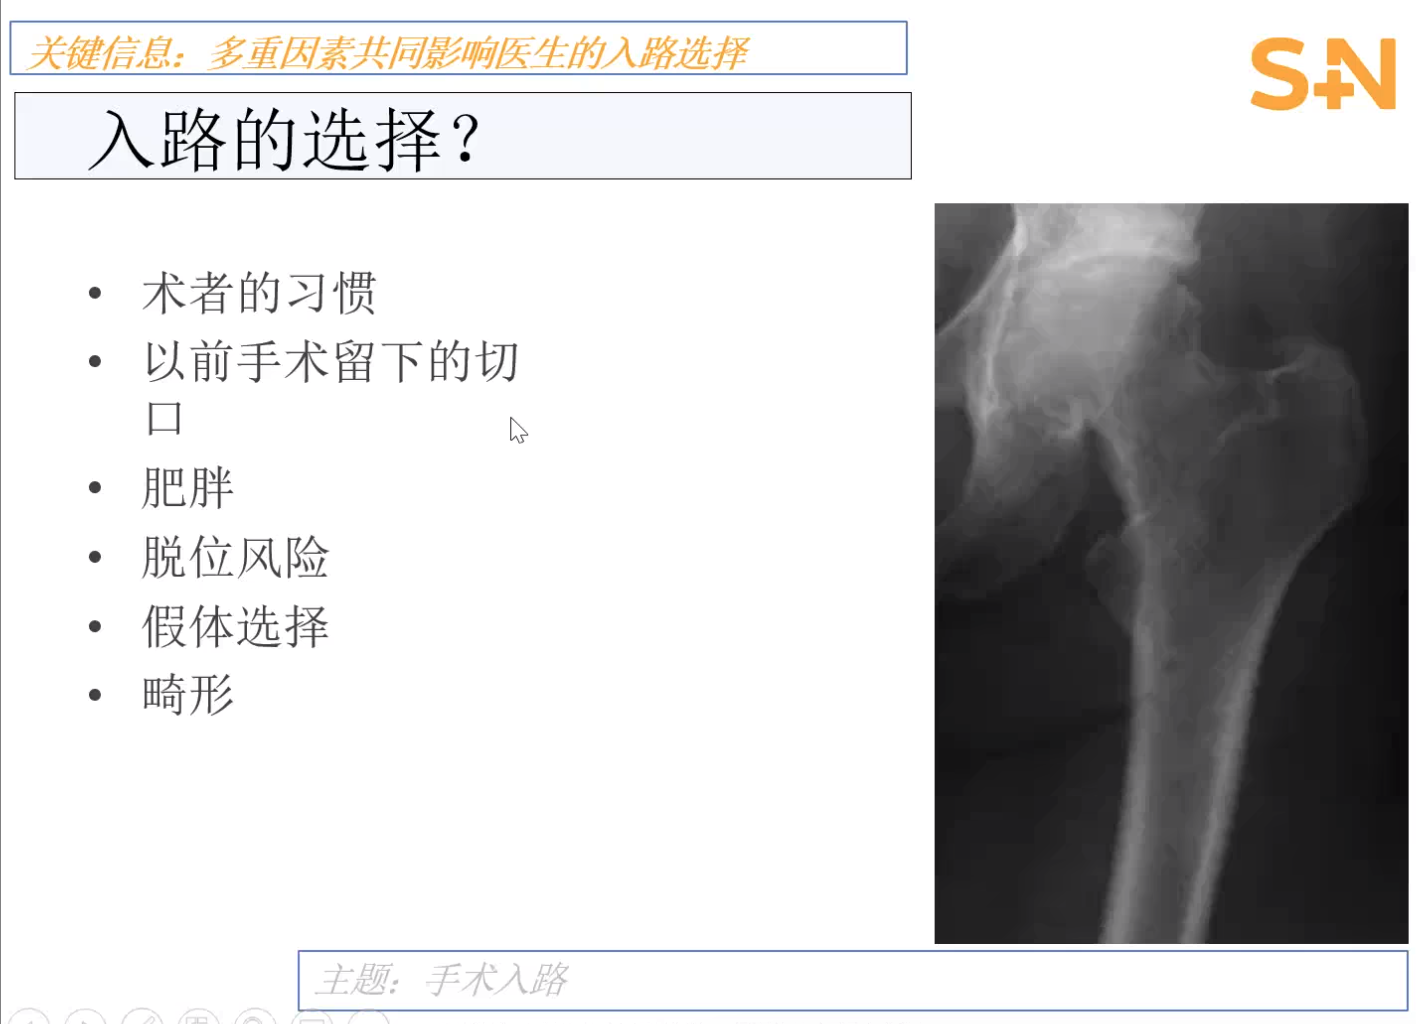 关键信息：多重因素共同影响医生的入路选择
S+N
入路的选择？
• 术者的习惯
• 以前手术留下的切
口
• 肥胖
• 脱位风险
• 假体选择
• 畸形
主题：手术入路